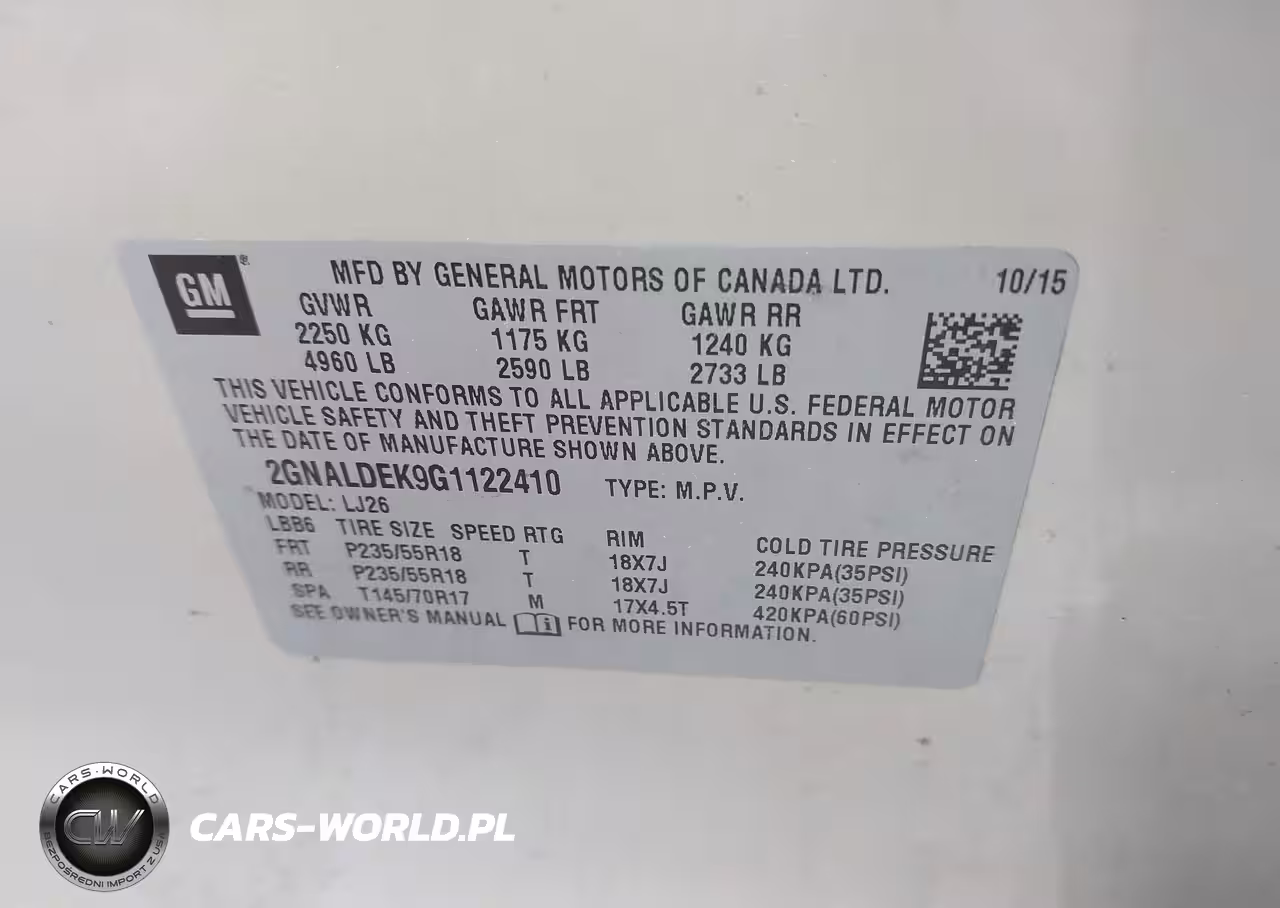 GM ®
MFD BY GENERAL MOTORS OF CANADA LTD. 10/15
GVWR GAWR FRT GAWR RR
2250 KG 1175 KG 1240 KG
4960 LB 2590 LB 2733 LB
THIS VEHICLE CONFORMS TO ALL APPLICABLE U.S. FEDERAL MOTOR
VEHICLE SAFETY AND THEFT PREVENTION STANDARDS IN EFFECT ON
THE DATE OF MANUFACTURE SHOWN ABOVE.
2GNALDEK9G1122410 TYPE: M.P.V.
MODEL: LJ26
LBB6 TIRE SIZE SPEED RTG RIM COLD TIRE PRESSURE
FRT P235/55R18 T 18X7J 240KPA(35PSI)
RR P235/55R18 T 18X7J 240KPA(35PSI)
SPA T145/70R17 M 17X4.5T 420KPA(60PSI)
SEE OWNER'S MANUAL i FOR MORE INFORMATION.
CARS-WORLD
CW
BEZPOŚREDNI IMPORT Z USA
CARS-WORLD.PL